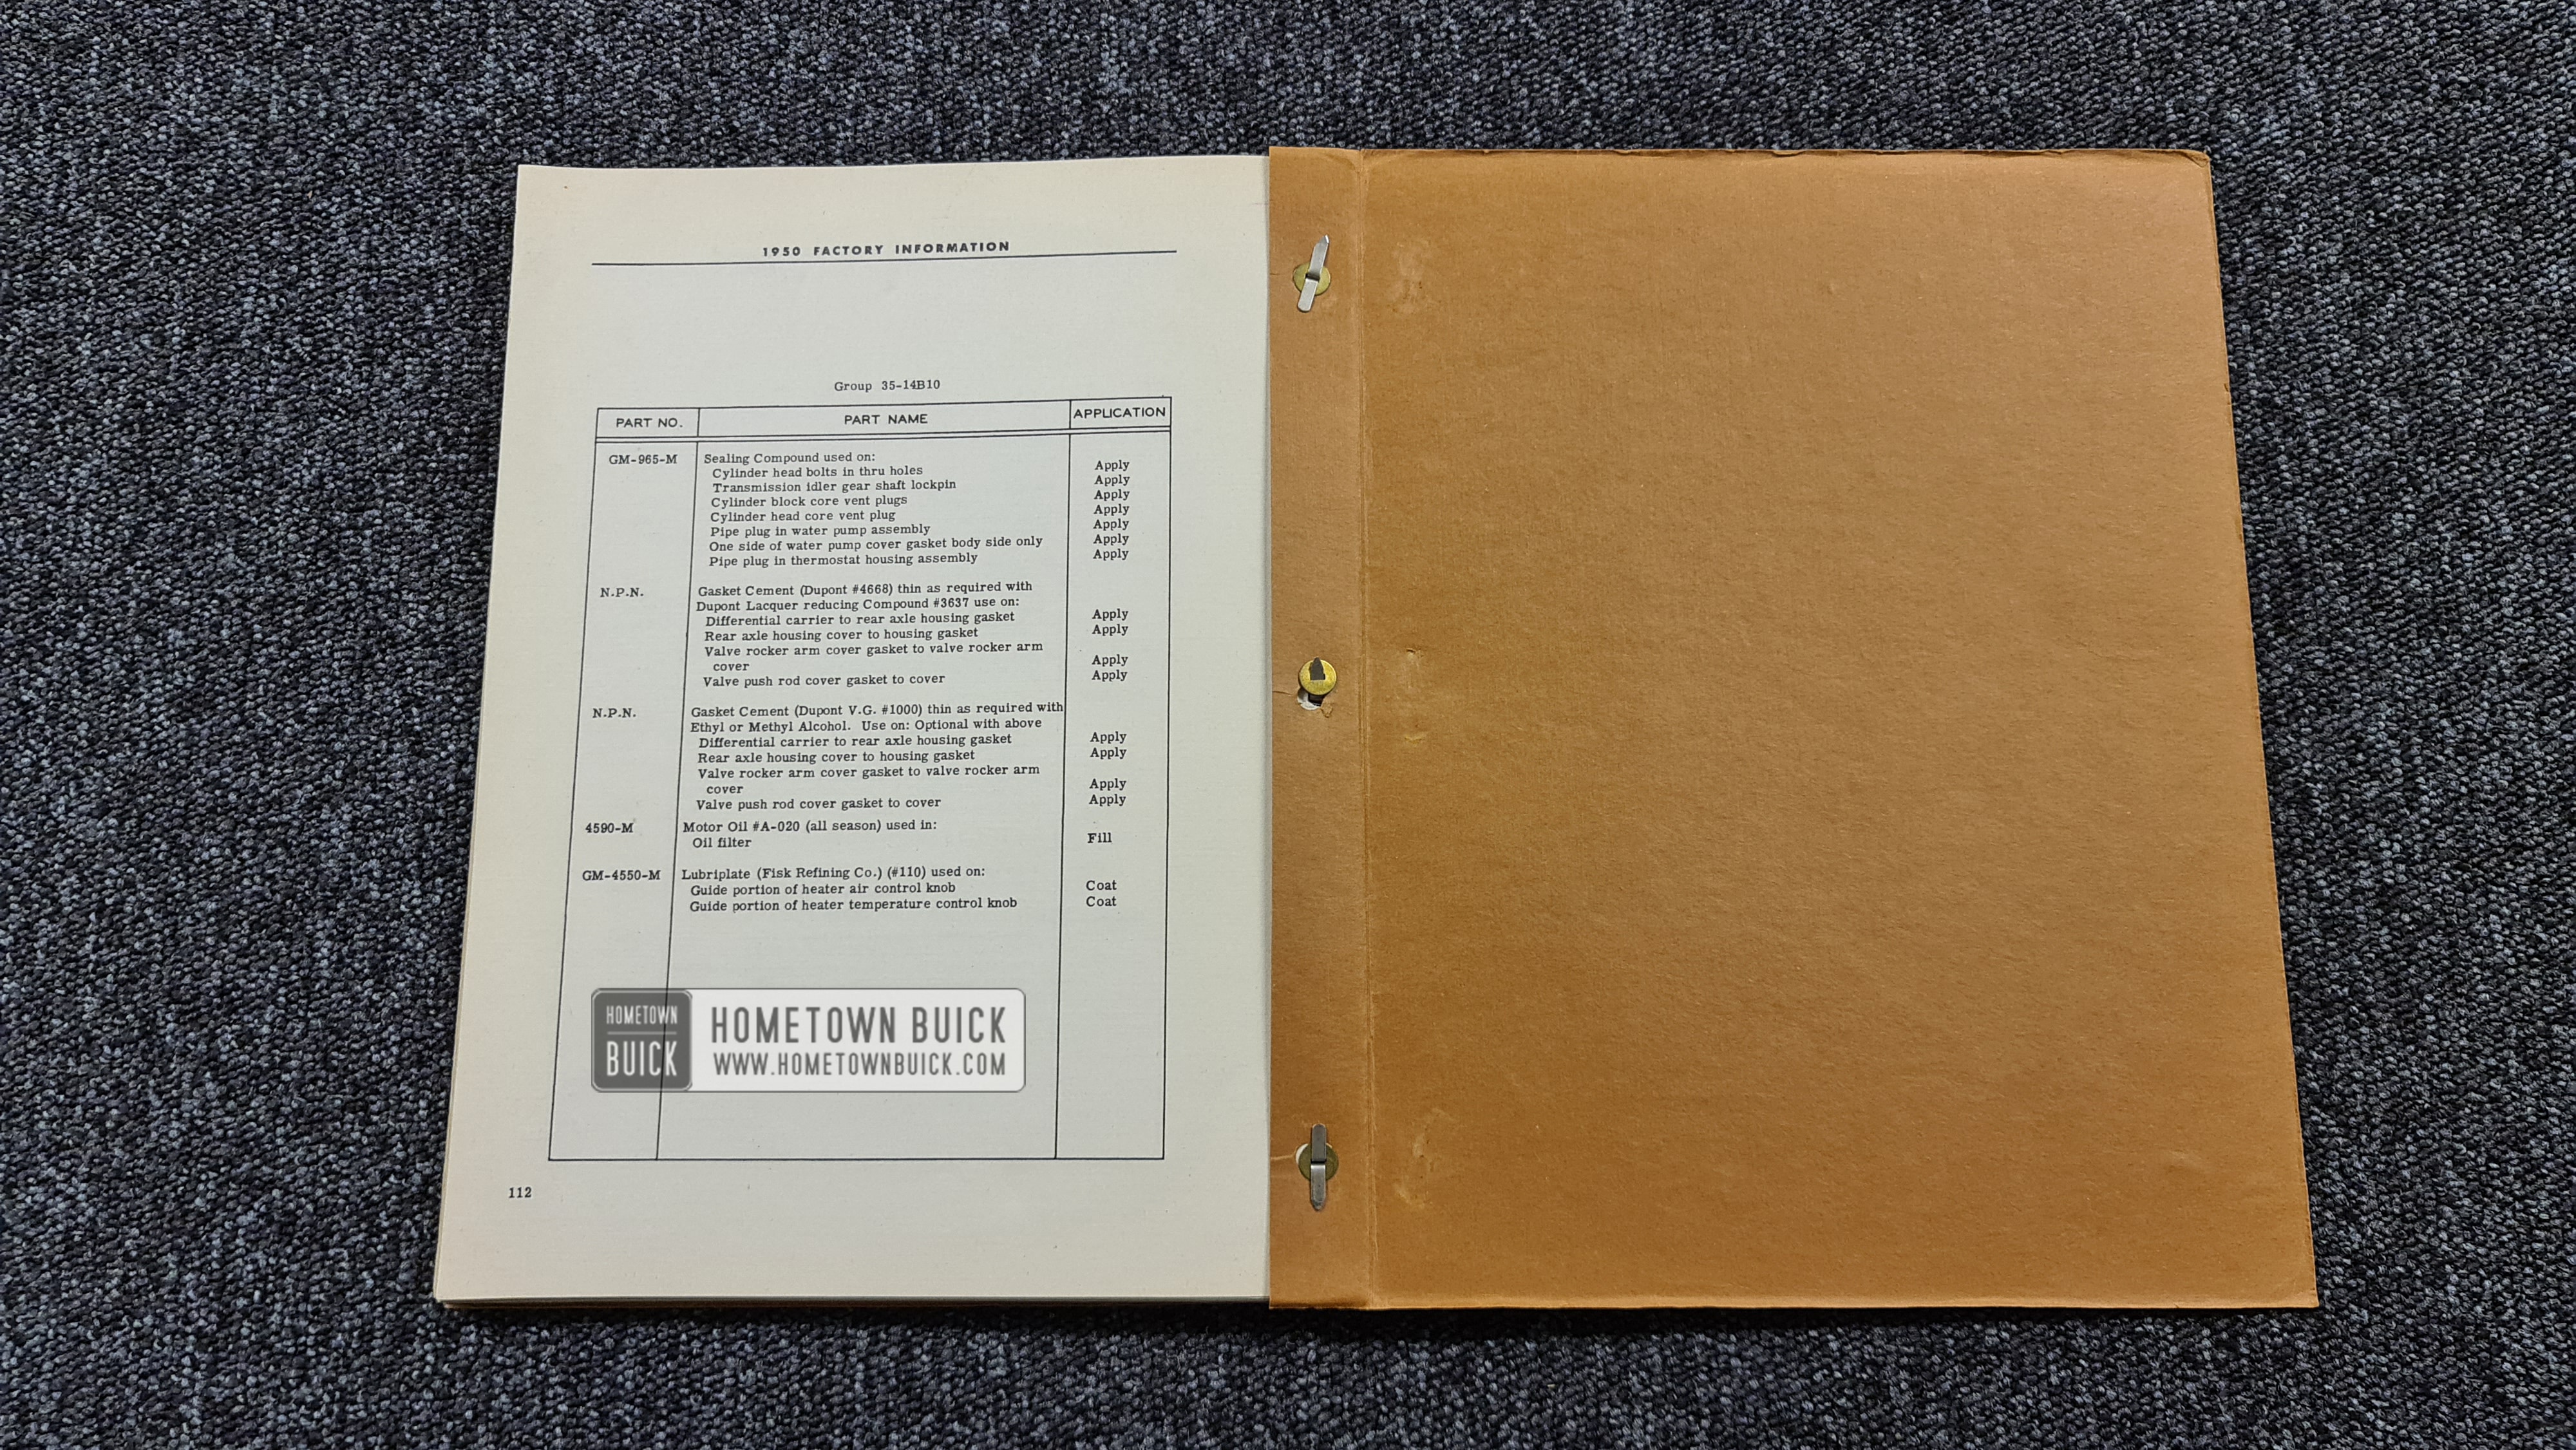 1950 FACTORY INFORMATION
Group 35-14B10
PART NO. PART NAME APPLICATION
GM-965-M Sealing Compound used on:
Cylinder head bolts in thru holes Apply
Transmission idler gear shaft lockpin Apply
Cylinder block core vent plugs Apply
Cylinder head core vent plug Apply
Pipe plug in water pump assembly Apply
One side of water pump cover gasket body side only Apply
Pipe plug in thermostat housing assembly Apply
N.P.N. Gasket Cement (Dupont #4668) thin as required with
Dupont Lacquer reducing Compound #3637 use on:
Differential carrier to rear axle housing gasket Apply
Rear axle housing cover to housing gasket Apply
Valve rocker arm cover gasket to valve rocker arm
cover Apply
Valve push rod cover gasket to cover Apply
N.P.N. Gasket Cement (Dupont V.G. #1000) thin as required with
Ethyl or Methyl Alcohol. Use on: Optional with above
Differential carrier to rear axle housing gasket Apply
Rear axle housing cover to housing gasket Apply
Valve rocker arm cover gasket to valve rocker arm
cover Apply
Valve push rod cover gasket to cover Apply
4590-M Motor Oil #A-020 (all season) used in:
Oil filter Fill
GM-4550-M Lubriplate (Fisk Refining Co.) (#110) used on:
Guide portion of heater air control knob Coat
Guide portion of heater temperature control knob Coat
HOMETOWN
BUICK
HOMETOWN BUICK
WWW.HOMETOWNBUICK.COM
112